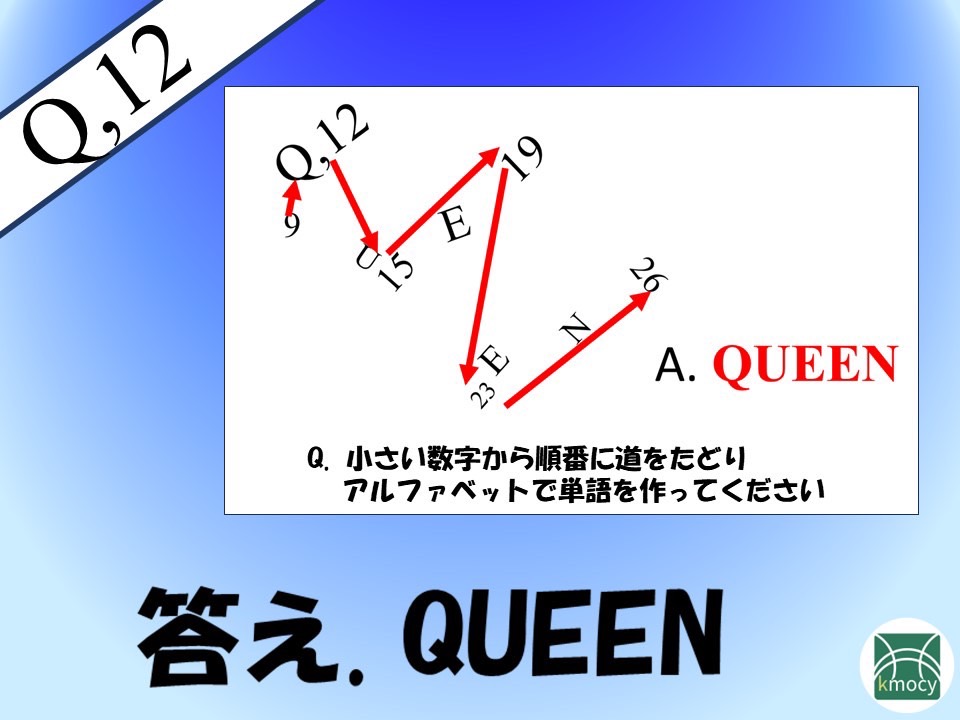 Q,12
Q,12
19
9
E
U
15
26
N
E
A. QUEEN
23
Q. 小さい数字から順番に道をたどり
アルファベットで単語を作ってください
答え. QUEEN
kmocy